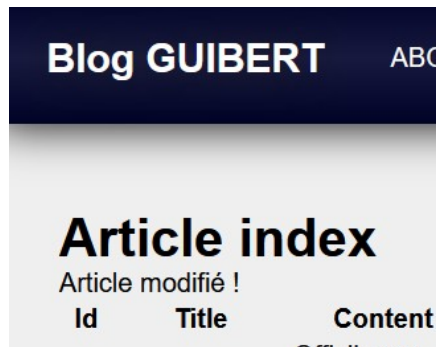 Blog GUIBERT
Article index
Article modifié !
Id Title Content